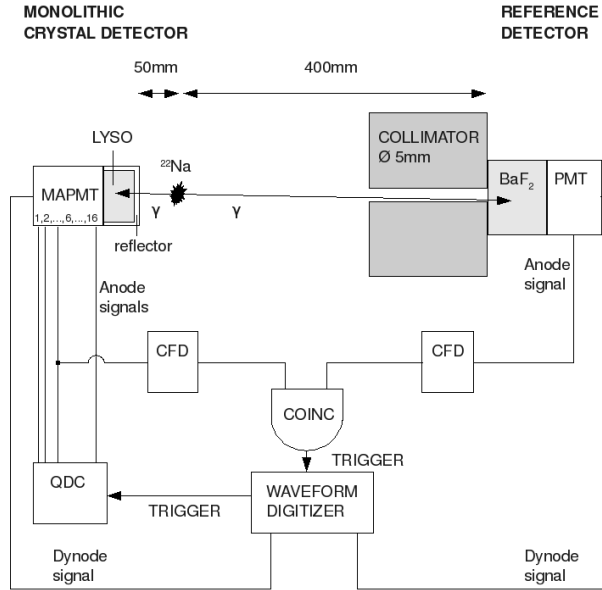 MONOLITHIC
CRYSTAL DETECTOR
REFERENCE
DETECTOR
50mm
400mm
LYSO
²²Na
COLLIMATOR
Ø 5mm
MAPMT
1,2,...,6,...,16
BaF₂
PMT
γ
γ
reflector
Anode
signals
Anode
signal
CFD
CFD
COINC
TRIGGER
QDC
TRIGGER
WAVEFORM
DIGITIZER
Dynode
signal
Dynode
signal